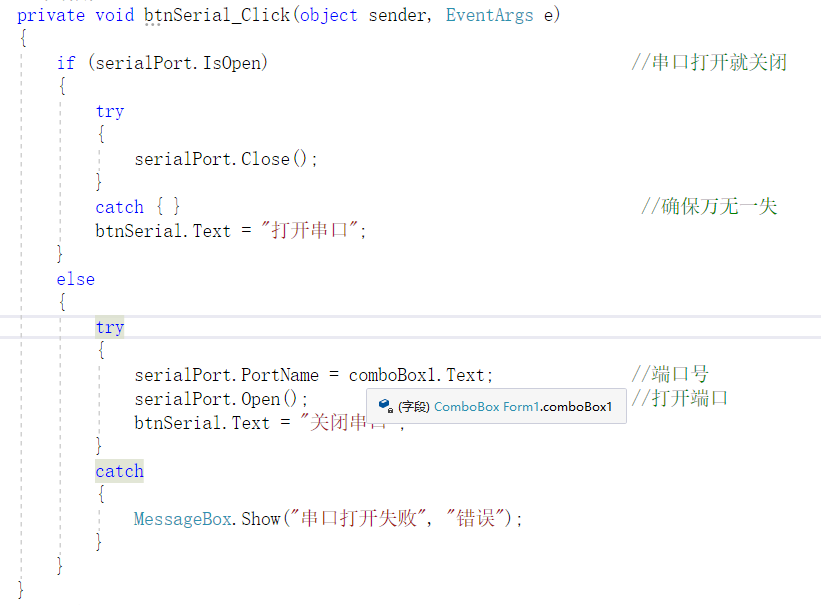 private void btnSerial_Click(object sender, EventArgs e)
{
if (serialPort.IsOpen) //串口打开就关闭
{
try
{
serialPort.Close();
}
catch { } //确保万无一失
btnSerial.Text = "打开串口";
}
else
{
try
{
serialPort.PortName = comboBox1.Text; //端口号
serialPort.Open(); //打开端口
(字段) ComboBox Form1.comboBox1
btnSerial.Text = "关闭串口";
}
catch
{
MessageBox.Show("串口打开失败", "错误");
}
}
}